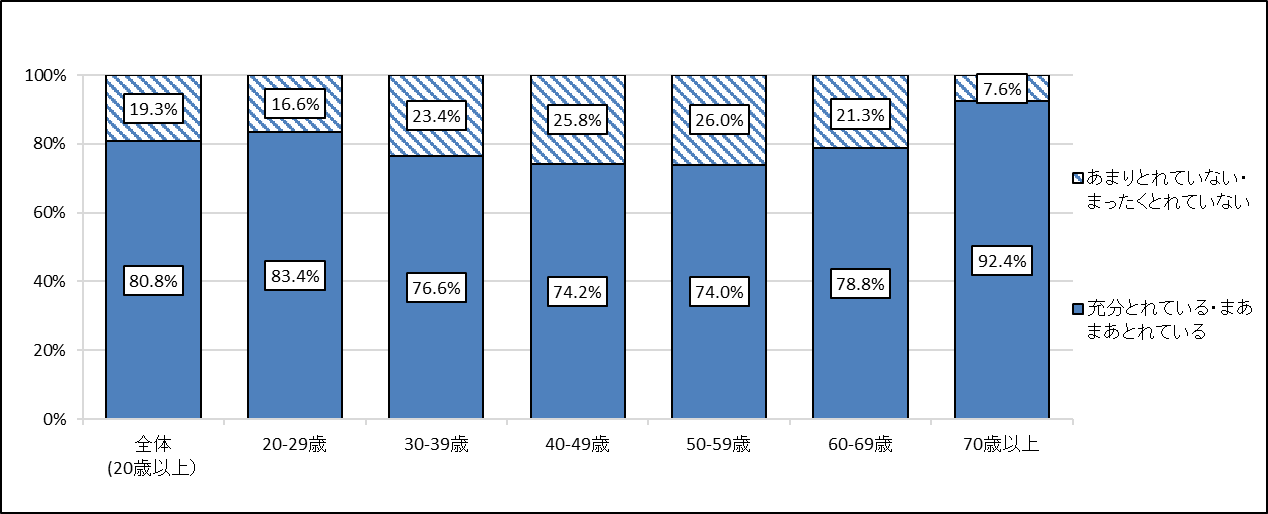 100%
80%
60%
40%
20%
0%
19.3%
16.6%
23.4%
25.8%
26.0%
21.3%
7.6%
80.8%
83.4%
76.6%
74.2%
74.0%
78.8%
92.4%
全体
(20歳以上)
20-29歳
30-39歳
40-49歳
50-59歳
60-69歳
70歳以上
あまりとれていない・
まったくとれていない
充分とれている・まあ
まあとれている